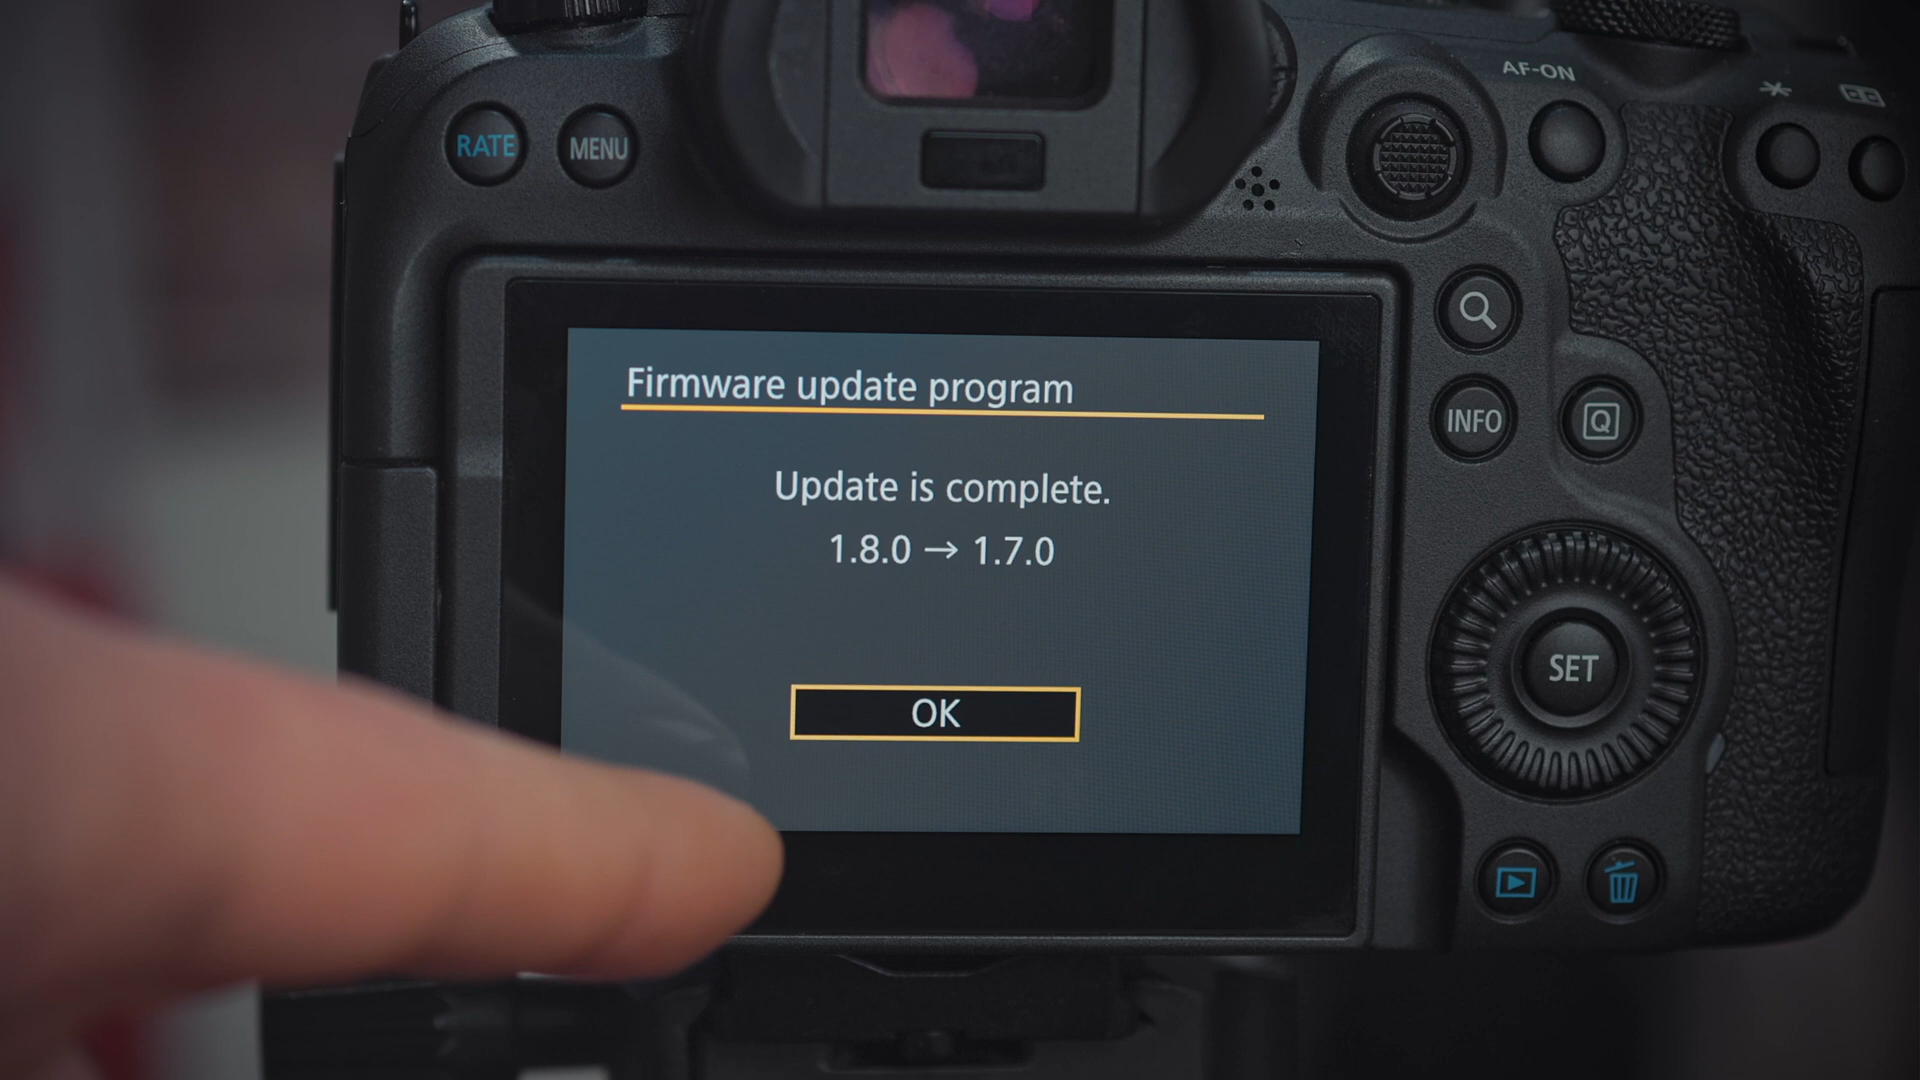 AF-ON
RATE
MENU
Firmware update program
INFO
Q
Update is complete.
1.8.0 → 1.7.0
SET
OK